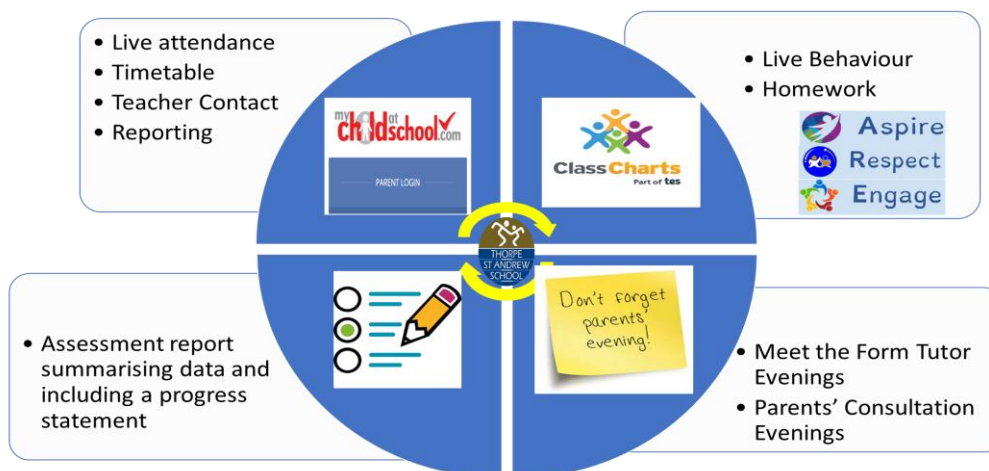 • Live attendance
• Timetable
• Teacher Contact
• Reporting
my child at school.com
PARENT LOGIN
ClassCharts
Part of tes
• Live Behaviour
• Homework
Aspire
Respect
Engage
THORPE
ST ANDREW
SCHOOL
• Assessment report
summarising data and
including a progress
statement
Don't forget
parents'
evening!
• Meet the Form Tutor
Evenings
• Parents’ Consultation
Evenings